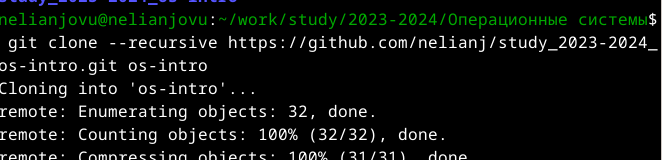 nelianjovu@nelianjovu:~/work/study/2023-2024/Операционные системы$
git clone --recursive https://github.com/nelianj/study_2023-2024_
os-intro.git os-intro
Cloning into 'os-intro'...
remote: Enumerating objects: 32, done.
remote: Counting objects: 100% (32/32), done.
remote: Compressing objects: 100% (31/31), done